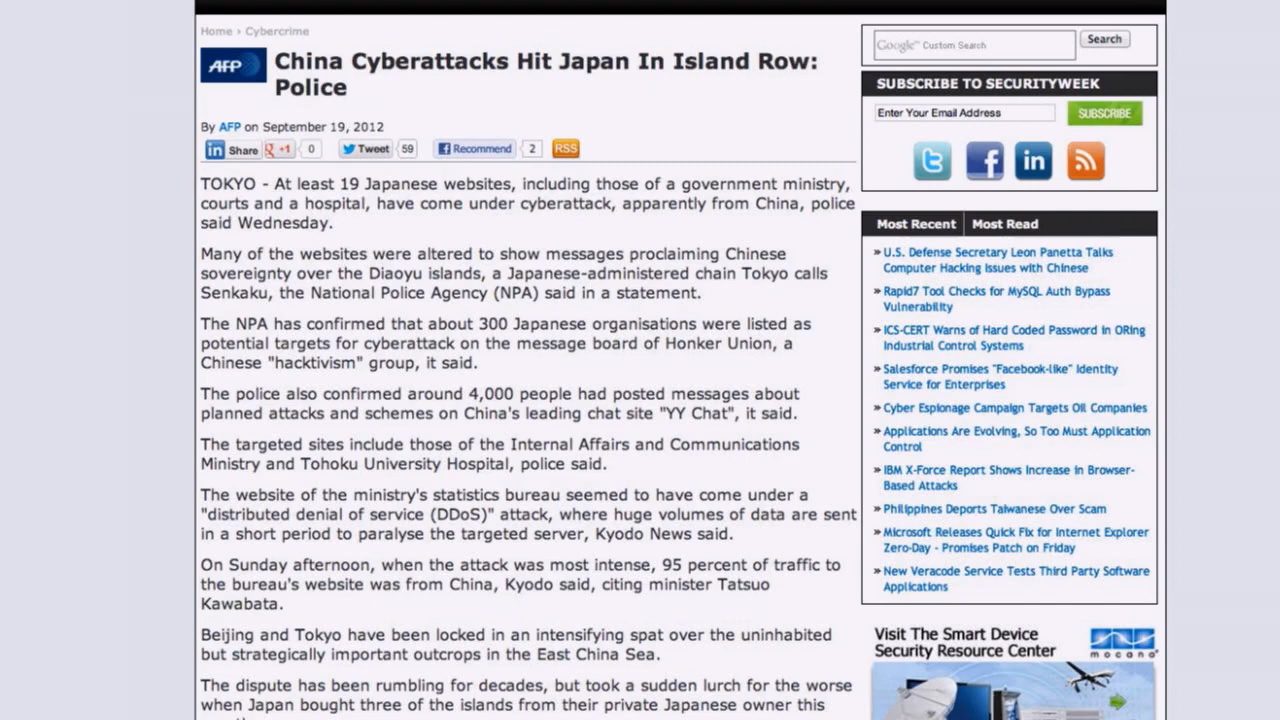 Home › Cybercrime
AFP
China Cyberattacks Hit Japan In Island Row:
Police
By AFP on September 19, 2012
in Share
g +1
0
Tweet
59
f Recommend
2
RSS
TOKYO - At least 19 Japanese websites, including those of a government ministry,
courts and a hospital, have come under cyberattack, apparently from China, police
said Wednesday.
Many of the websites were altered to show messages proclaiming Chinese
sovereignty over the Diaoyu islands, a Japanese-administered chain Tokyo calls
Senkaku, the National Police Agency (NPA) said in a statement.
The NPA has confirmed that about 300 Japanese organisations were listed as
potential targets for cyberattack on the message board of Honker Union, a
Chinese "hacktivism" group, it said.
The police also confirmed around 4,000 people had posted messages about
planned attacks and schemes on China's leading chat site "YY Chat", it said.
The targeted sites include those of the Internal Affairs and Communications
Ministry and Tohoku University Hospital, police said.
The website of the ministry's statistics bureau seemed to have come under a
"distributed denial of service (DDoS)" attack, where huge volumes of data are sent
in a short period to paralyse the targeted server, Kyodo News said.
On Sunday afternoon, when the attack was most intense, 95 percent of traffic to
the bureau's website was from China, Kyodo said, citing minister Tatsuo
Kawabata.
Beijing and Tokyo have been locked in an intensifying spat over the uninhabited
but strategically important outcrops in the East China Sea.
The dispute has been rumbling for decades, but took a sudden lurch for the worse
when Japan bought three of the islands from their private Japanese owner this
Google™ Custom Search
Search
SUBSCRIBE TO SECURITYWEEK
Enter Your Email Address
SUBSCRIBE
t f in
Most Recent
Most Read
» U.S. Defense Secretary Leon Panetta Talks
Computer Hacking Issues with Chinese
» Rapid7 Tool Checks for MySQL Auth Bypass
Vulnerability
» ICS-CERT Warns of Hard Coded Password in ORing
Industrial Control Systems
» Salesforce Promises "Facebook-like" Identity
Service for Enterprises
» Cyber Espionage Campaign Targets Oil Companies
» Applications Are Evolving, So Too Must Application
Control
» IBM X-Force Report Shows Increase in Browser-
Based Attacks
» Philippines Deports Taiwanese Over Scam
» Microsoft Releases Quick Fix for Internet Explorer
Zero-Day - Promises Patch on Friday
» New Veracode Service Tests Third Party Software
Applications
Visit The Smart Device
Security Resource Center
mocana